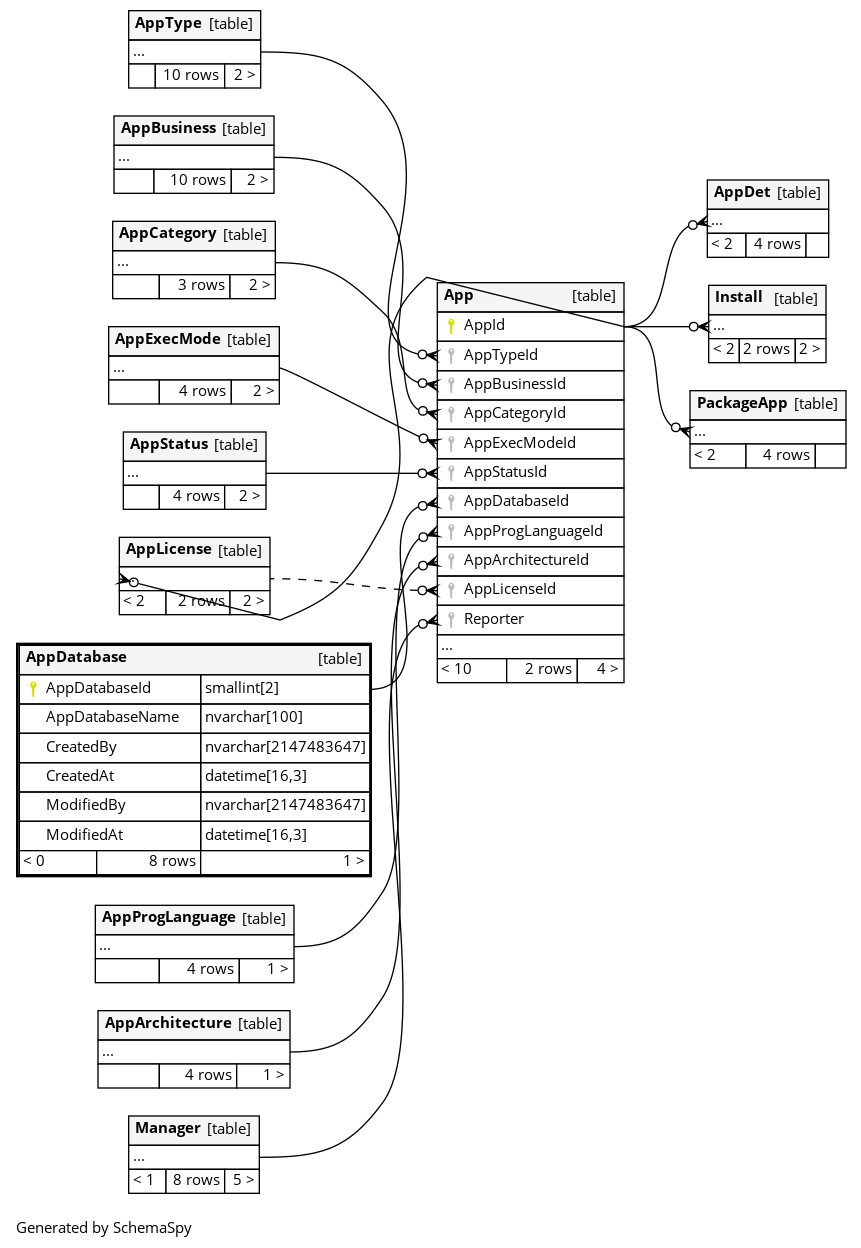 AppType [table]
...
10 rows 2 >
AppBusiness [table]
...
10 rows 2 >
AppCategory [table]
...
3 rows 2 >
AppExecMode [table]
...
4 rows 2 >
AppStatus [table]
...
4 rows 2 >
AppLicense [table]
< 2 2 rows 2 >
AppDatabase [table]
AppDatabaseId smallint[2]
AppDatabaseName nvarchar[100]
CreatedBy nvarchar[2147483647]
CreatedAt datetime[16,3]
ModifiedBy nvarchar[2147483647]
ModifiedAt datetime[16,3]
< 0 8 rows 1 >
AppProgLanguage [table]
...
4 rows 1 >
AppArchitecture [table]
...
4 rows 1 >
Manager [table]
...
< 1 8 rows 5 >
App [table]
AppId
AppTypeId
AppBusinessId
AppCategoryId
AppExecModeId
AppStatusId
AppDatabaseId
AppProgLanguageId
AppArchitectureId
AppLicenseId
Reporter
...
< 10 2 rows 4 >
AppDet [table]
...
< 2 4 rows
Install [table]
...
< 2 2 rows 2 >
PackageApp [table]
...
< 2 4 rows
Generated by SchemaSpy